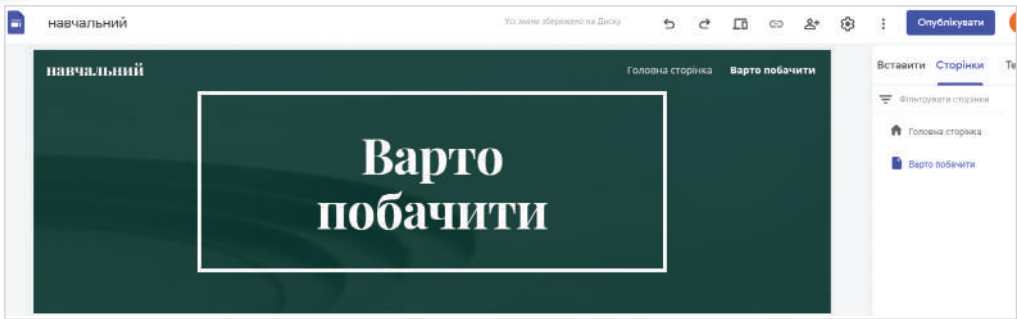 навчальний
Усі зміни збережено на Диску
Опублікувати
навчальний
Головна сторінка
Варто побачити
Варто
побачити
Вставити
Сторінки
Те
Фільтрувати сторінки
Головна сторінка
Варто побачити